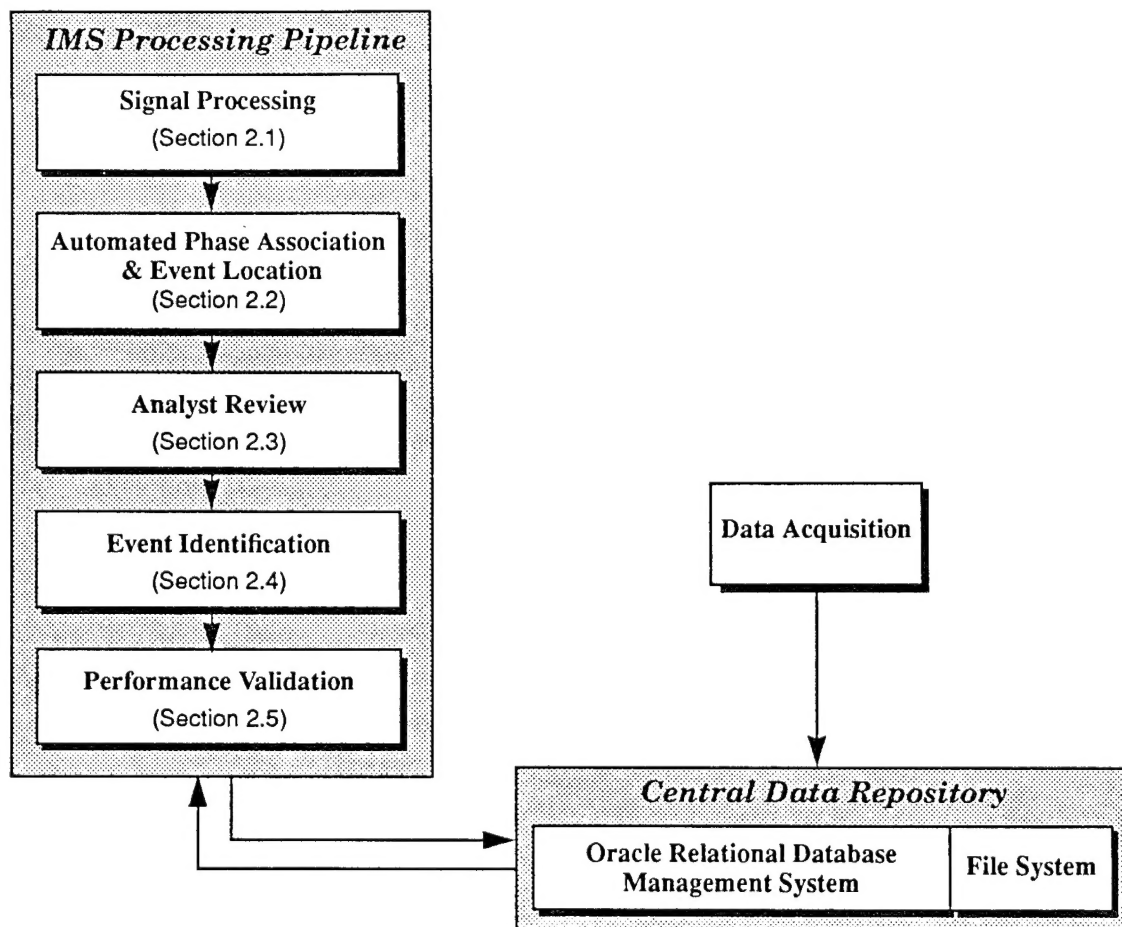 IMS Processing Pipeline
Signal Processing
(Section 2.1)
Automated Phase Association
& Event Location
(Section 2.2)
Analyst Review
(Section 2.3)
Event Identification
(Section 2.4)
Performance Validation
(Section 2.5)
Data Acquisition
Central Data Repository
Oracle Relational Database
Management System
File System